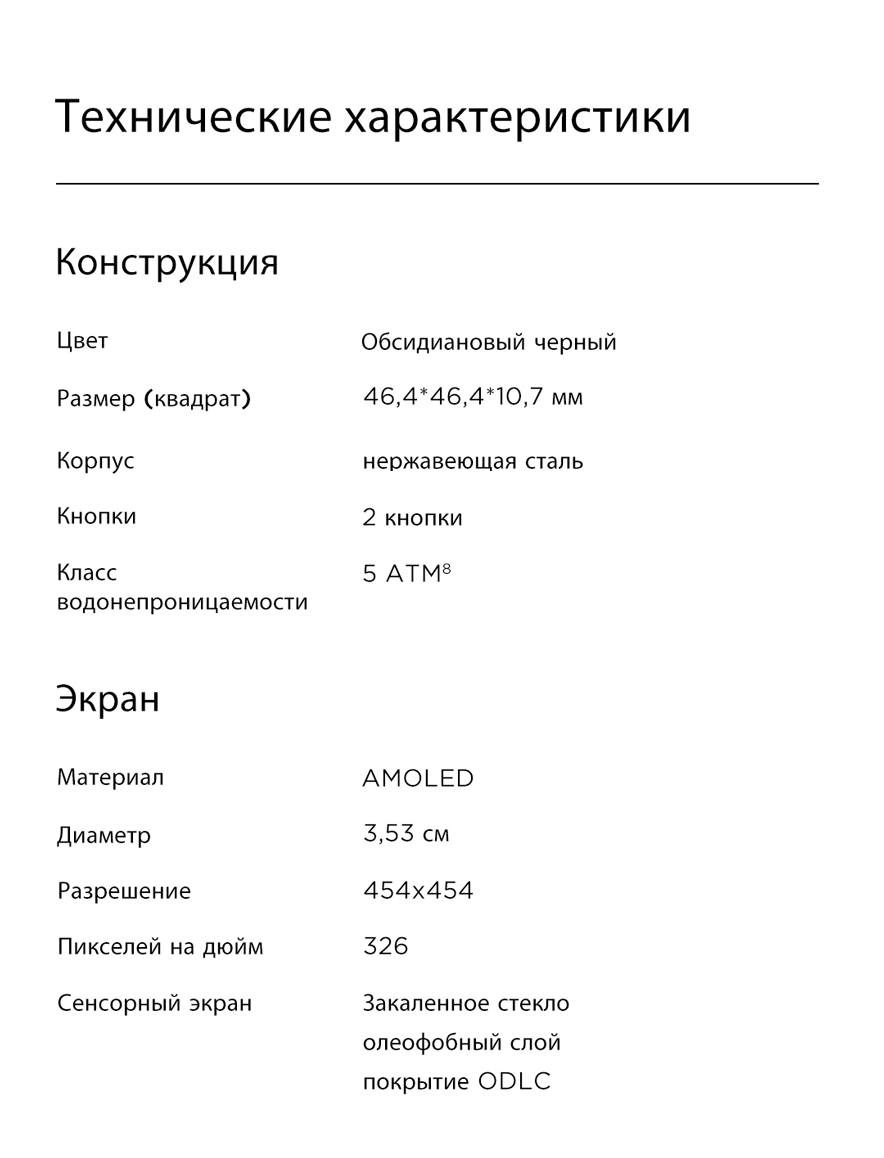 Технические характеристики
Конструкция
Цвет Обсидиановый черный
Размер (квадрат) 46,4*46,4*10,7 мм
Корпус нержавеющая сталь
Кнопки 2 кнопки
Класс 5 ATM⁸
водонепроницаемости
Экран
Материал AMOLED
Диаметр 3,53 см
Разрешение 454x454
Пикселей на дюйм 326
Сенсорный экран Закаленное стекло
олеофобный слой
покрытие ODLC